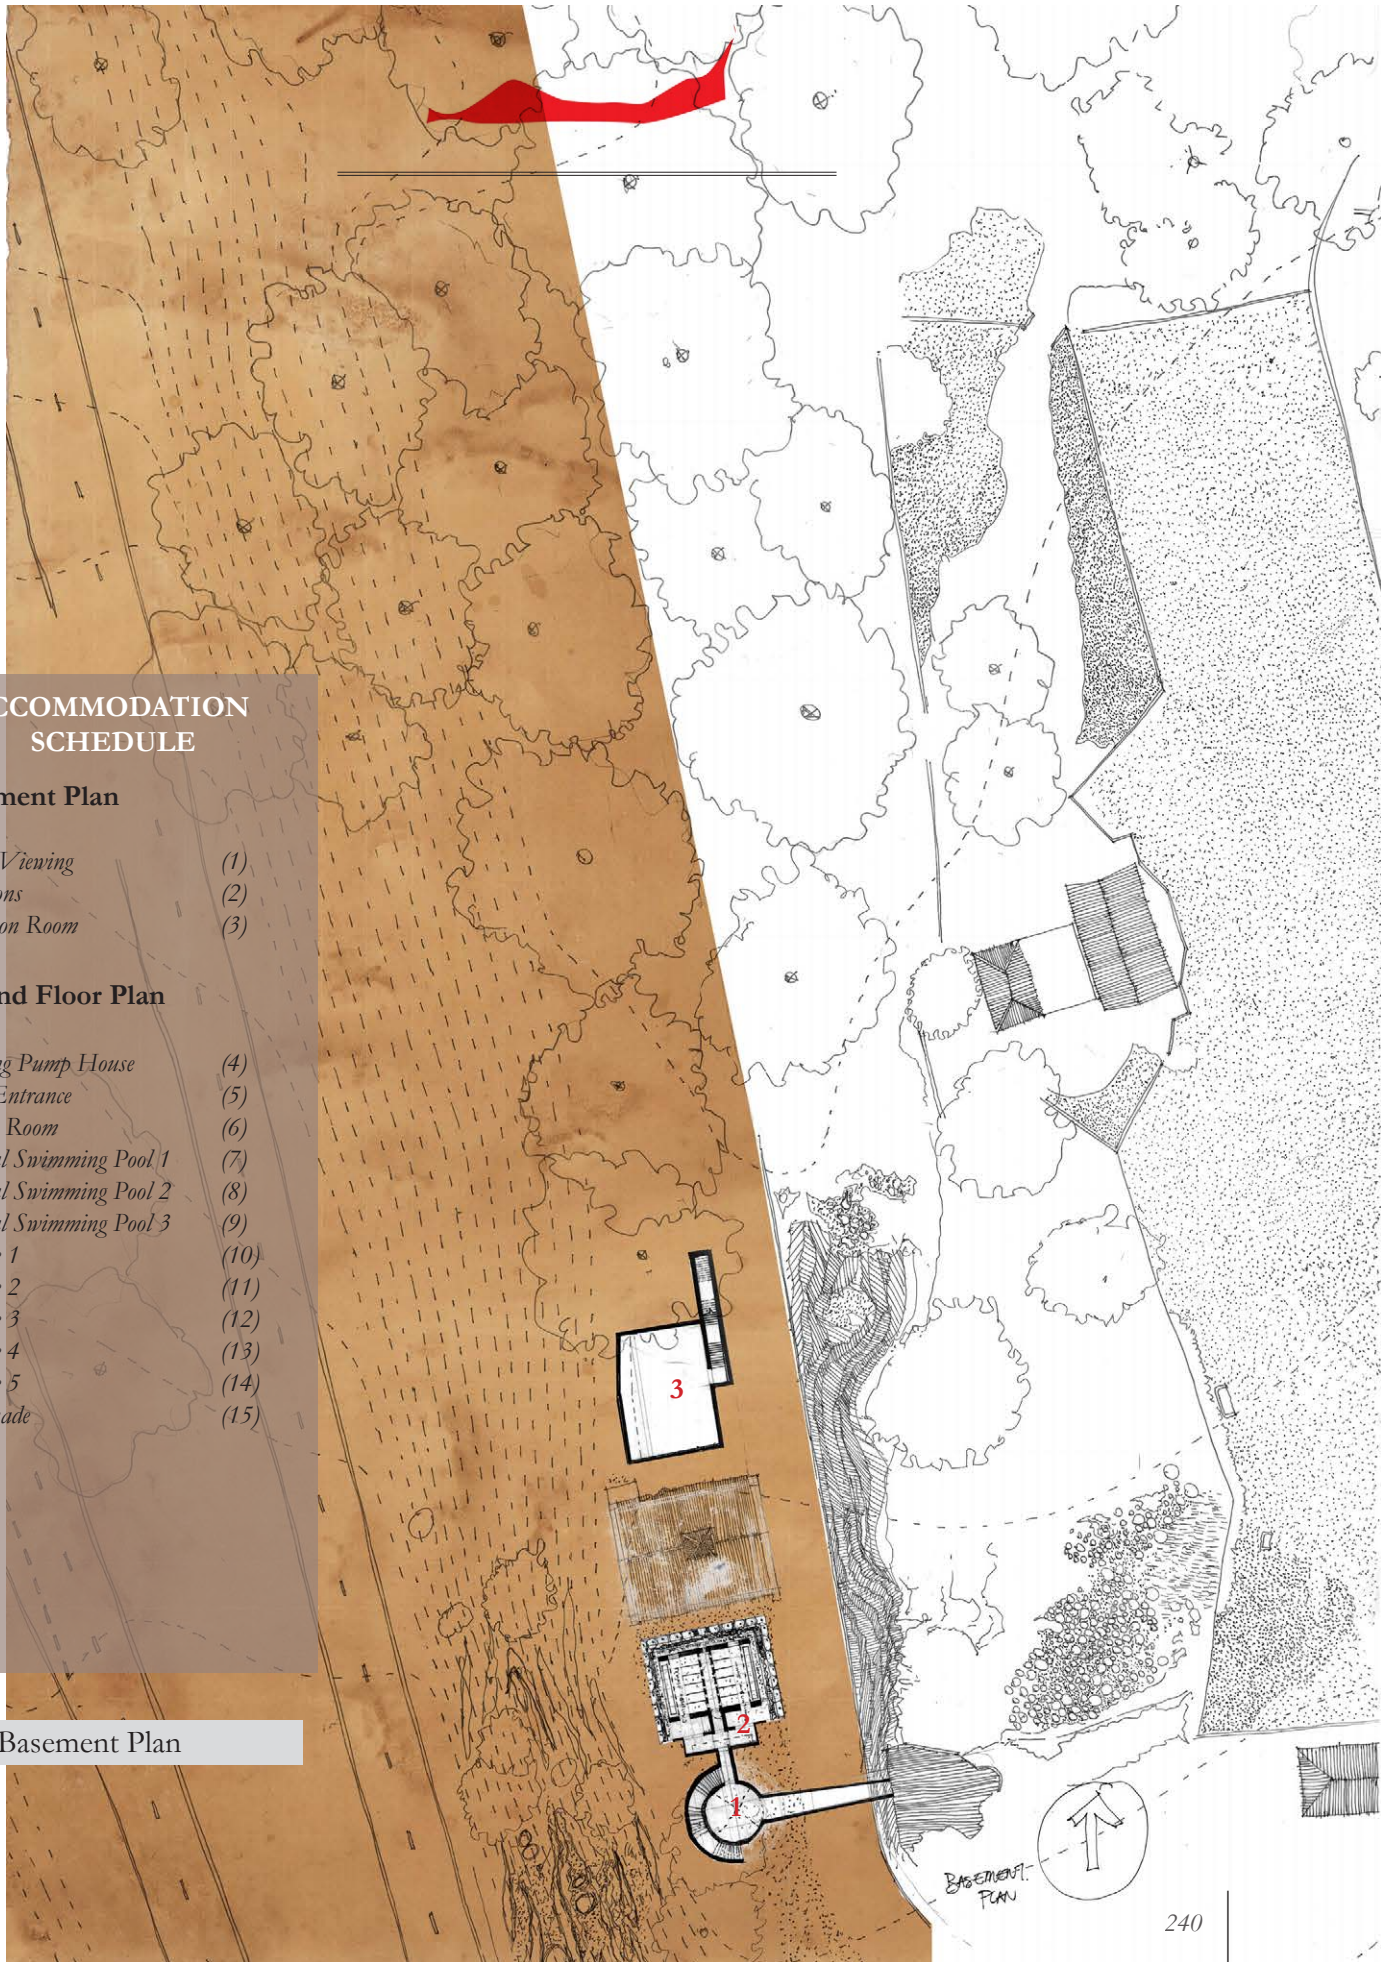 CCOMMODATION
SCHEDULE
ment Plan
Viewing (1)
ons (2)
on Room (3)
nd Floor Plan
g Pump House (4)
Entrance (5)
Room (6)
l Swimming Pool 1 (7)
l Swimming Pool 2 (8)
l Swimming Pool 3 (9)
1 (10)
2 (11)
3 (12)
4 (13)
5 (14)
ade (15)
3
2
1
Basement Plan
BASEMENT.
PLAN
240